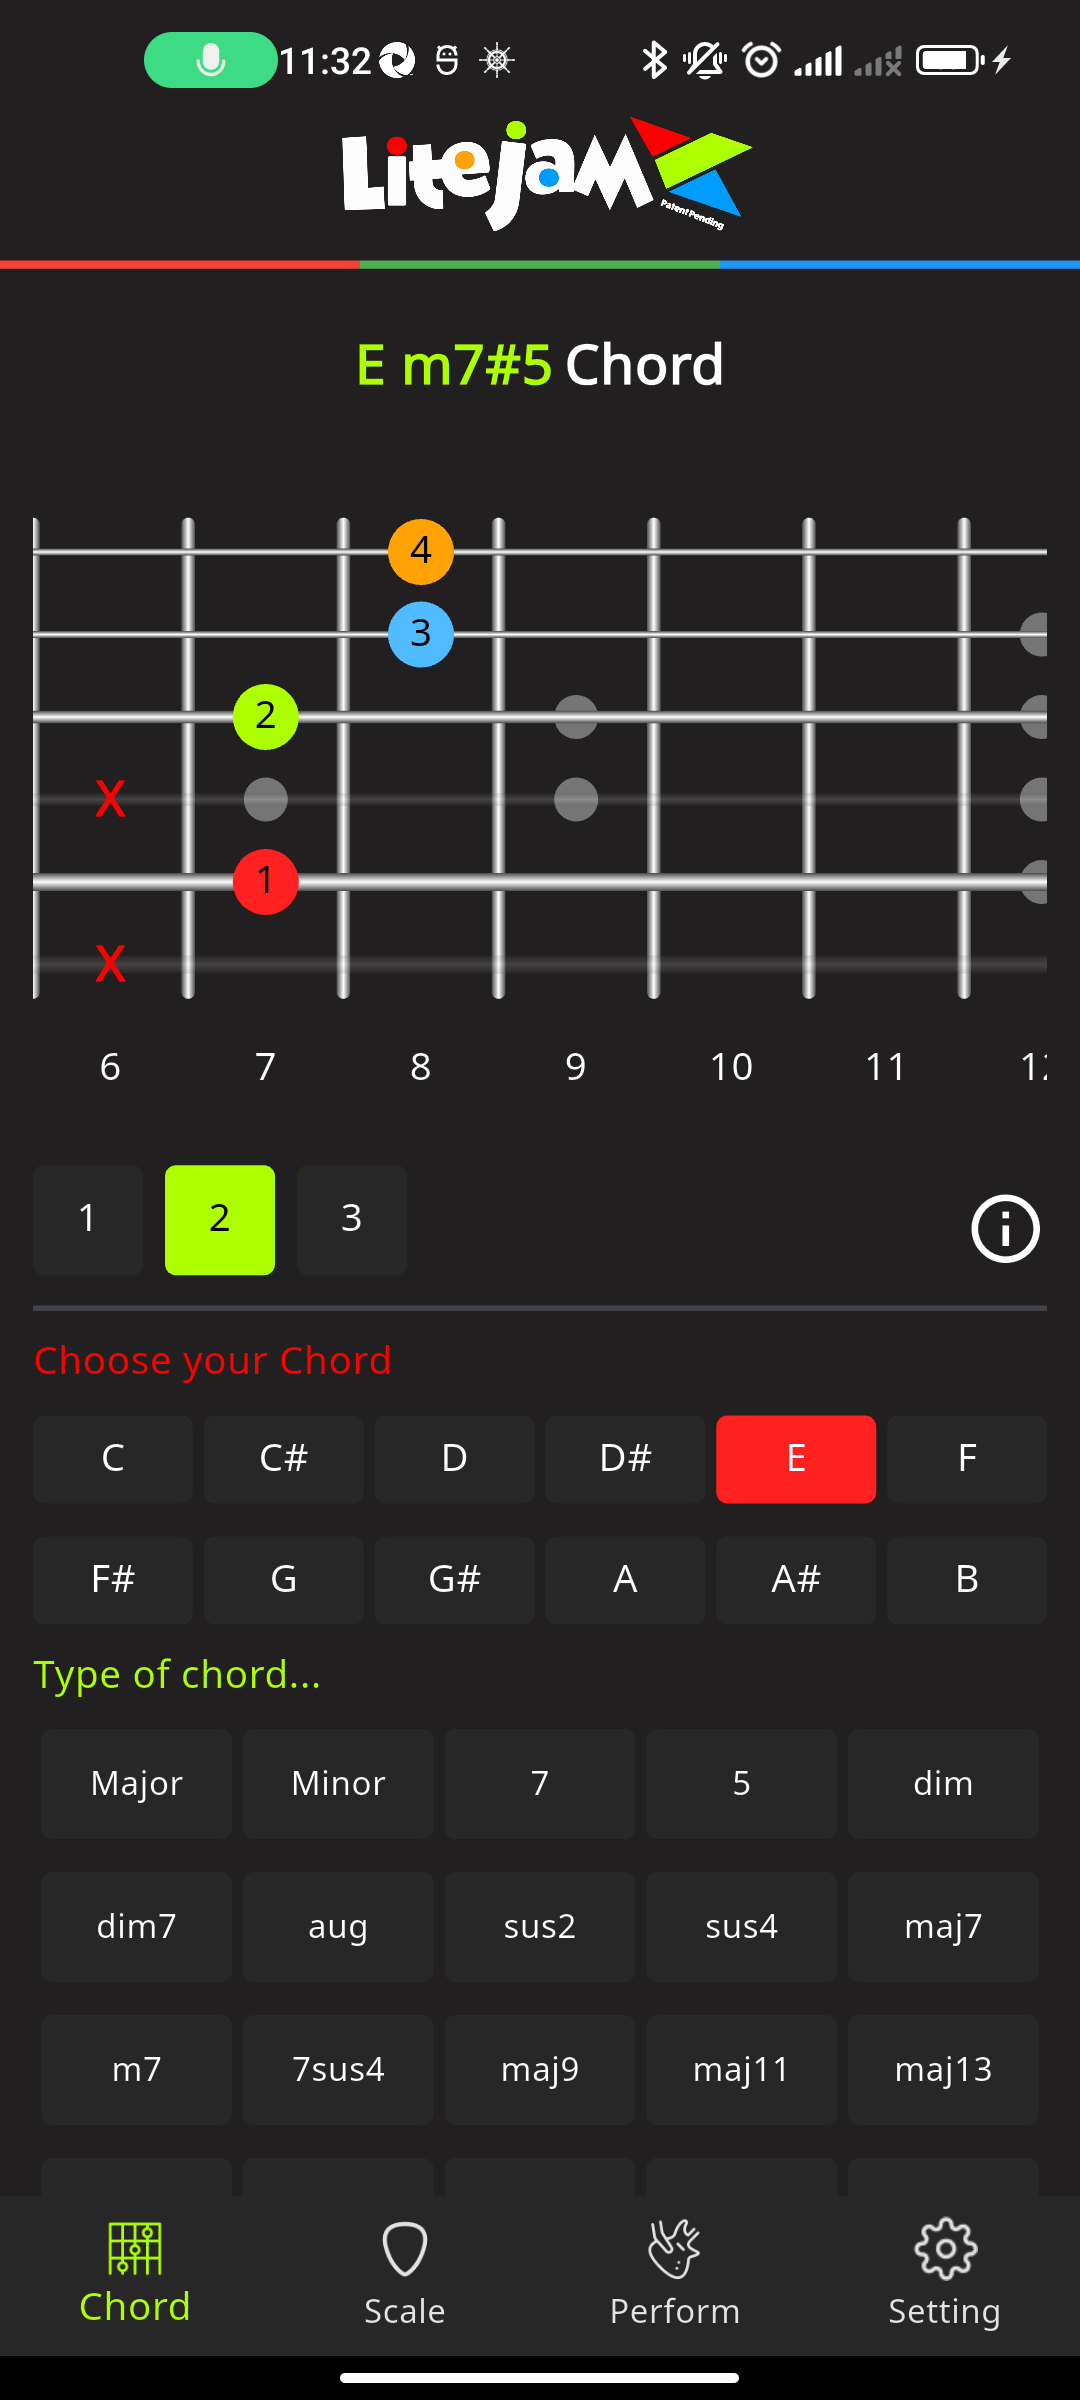 11:32
LiteJam
Patent Pending
E m7#5 Chord
4
3
2
X
1
X
6 7 8 9 10 11
1 2 3
Choose your Chord
C C# D D# E F
F# G G# A A# B
Type of chord...
Major Minor 7 5 dim
dim7 aug sus2 sus4 maj7
m7 7sus4 maj9 maj11 maj13
Chord Scale Perform Setting